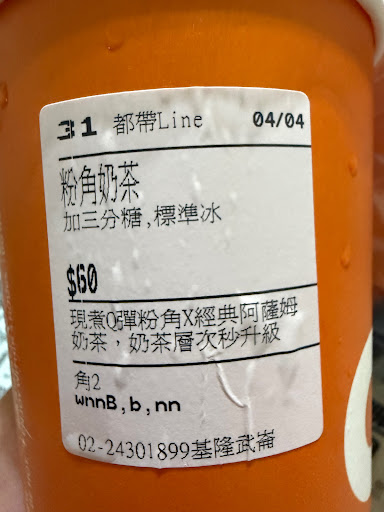 31 都帶Line 04/04
粉角奶茶
加三分糖,標準冰
$60
現煮Q彈粉角X經典阿薩姆
奶茶，奶茶層次秒升級
角2
wnnB,b,nn
02-24301899基隆武崙